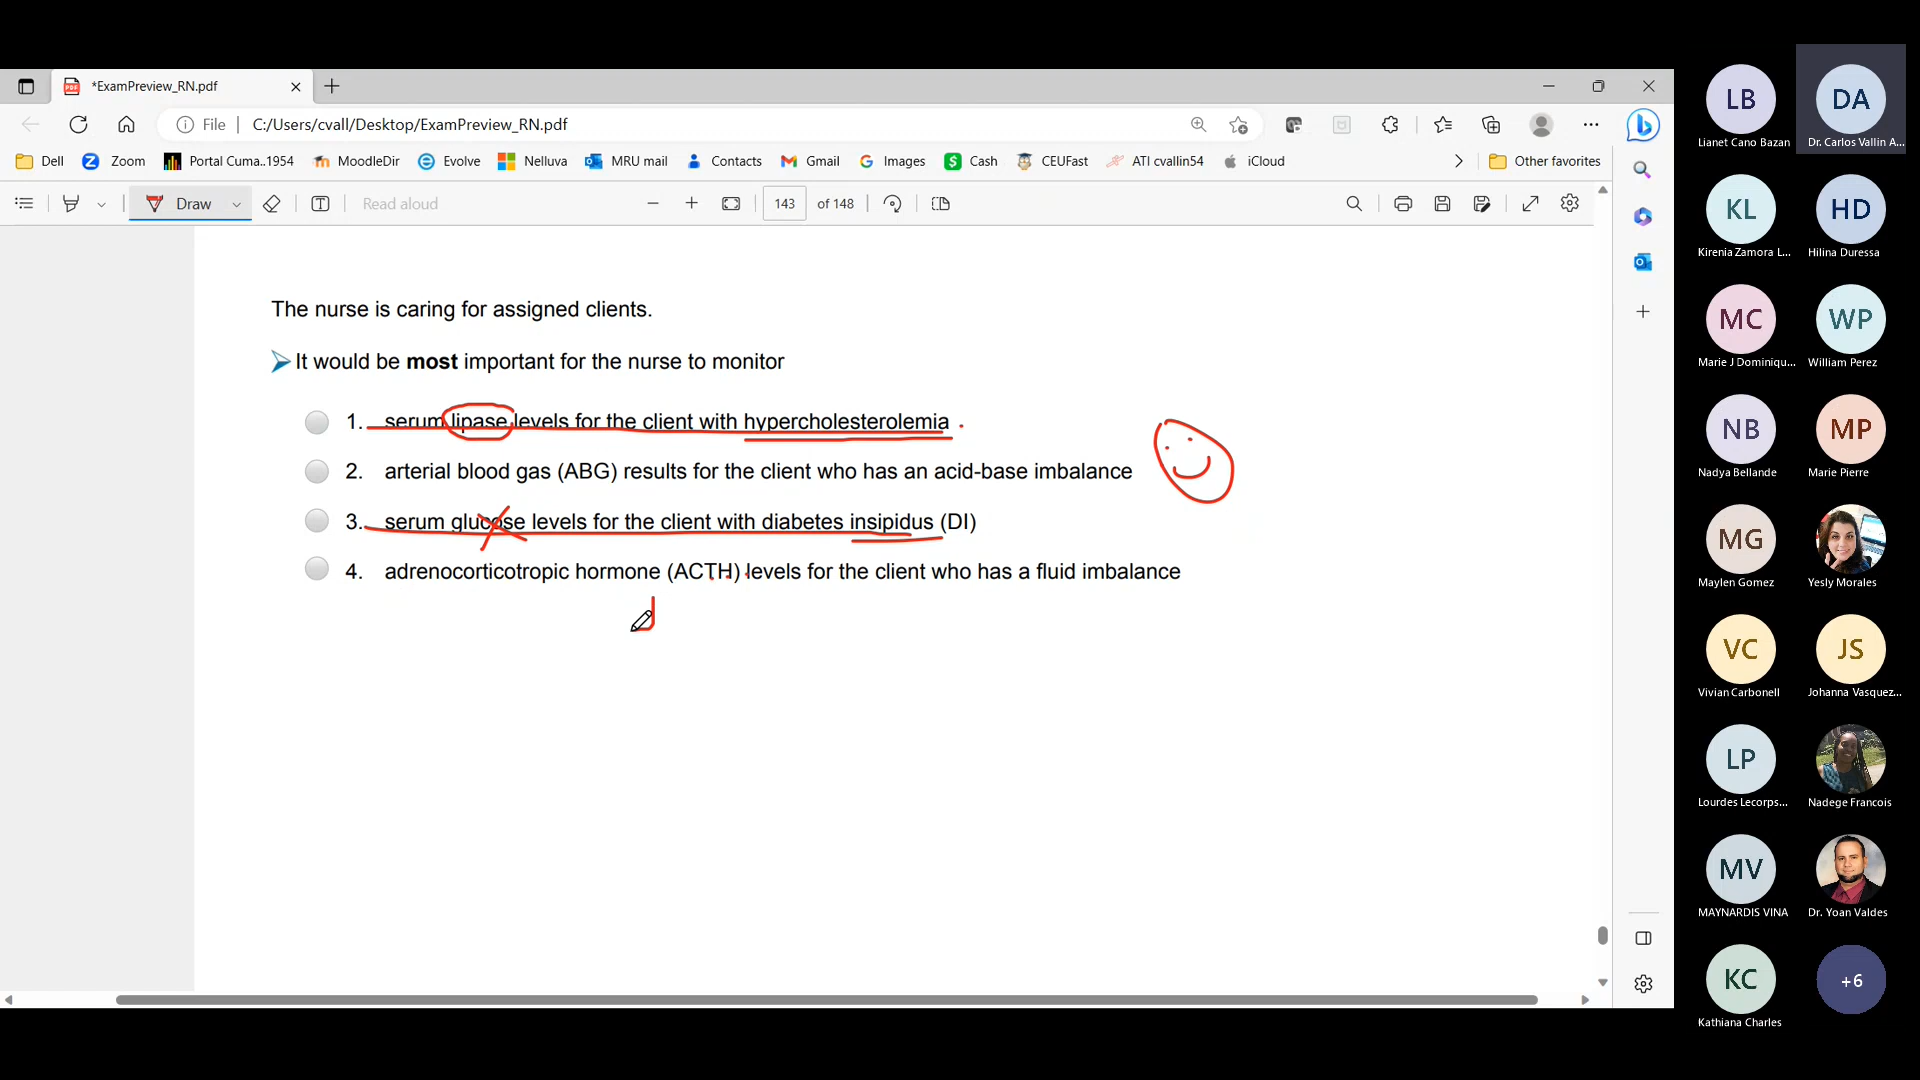 *ExamPreview_RN.pdf
File C:/Users/cvall/Desktop/ExamPreview_RN.pdf
Dell Zoom Portal Cuma..1954 MoodleDir Evolve Nelluva MRU mail Contacts Gmail Images Cash CEUFast ATI cvallin54 iCloud Other favorites
Draw Read aloud 143 of 148
The nurse is caring for assigned clients.
It would be most important for the nurse to monitor
1. serum lipase levels for the client with hypercholesterolemia
2. arterial blood gas (ABG) results for the client who has an acid-base imbalance
3. serum glucose levels for the client with diabetes insipidus (DI)
4. adrenocorticotropic hormone (ACTH) levels for the client who has a fluid imbalance
LB DA
Lianet Cano Bazan Dr. Carlos Vallin A...
KL HD
Kirenia Zamora L... Hilina Duressa
MC WP
Marie J Dominiqu... William Perez
NB MP
Nadya Bellande Marie Pierre
MG
Maylen Gomez Yesly Morales
VC JS
Vivian Carbonell Johanna Vasquez...
LP
Lourdes Lecorps... Nadege Francois
MV
MAYNARDIS VINA Dr. Yoan Valdes
KC +6
Kathiana Charles